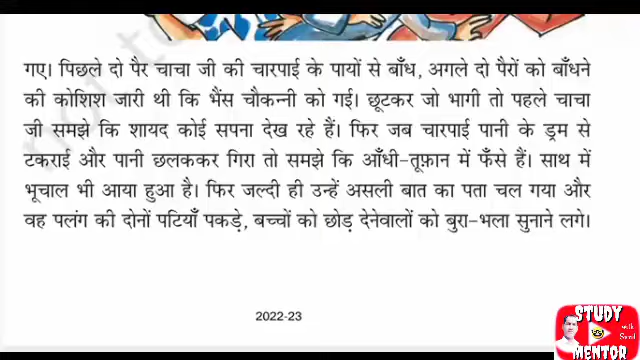 गए। पिछले दो पैर चाचा जी की चारपाई के पायों से बाँध, अगले दो पैरों को बाँधने
की कोशिश जारी थी कि भैंस चौकन्नी को गई। छूटकर जो भागी तो पहले चाचा
जी समझे कि शायद कोई सपना देख रहे हैं। फिर जब चारपाई पानी के ड्रम से
टकराई और पानी छलककर गिरा तो समझे कि आँधी-तूफ़ान में फँसे हैं। साथ में
भूचाल भी आया हुआ है। फिर जल्दी ही उन्हें असली बात का पता चल गया और
वह पलंग की दोनों पटियाँ पकड़े, बच्चों को छोड़ देनेवालों को बुरा-भला सुनाने लगे।
2022-23
STUDY
with
MENTOR